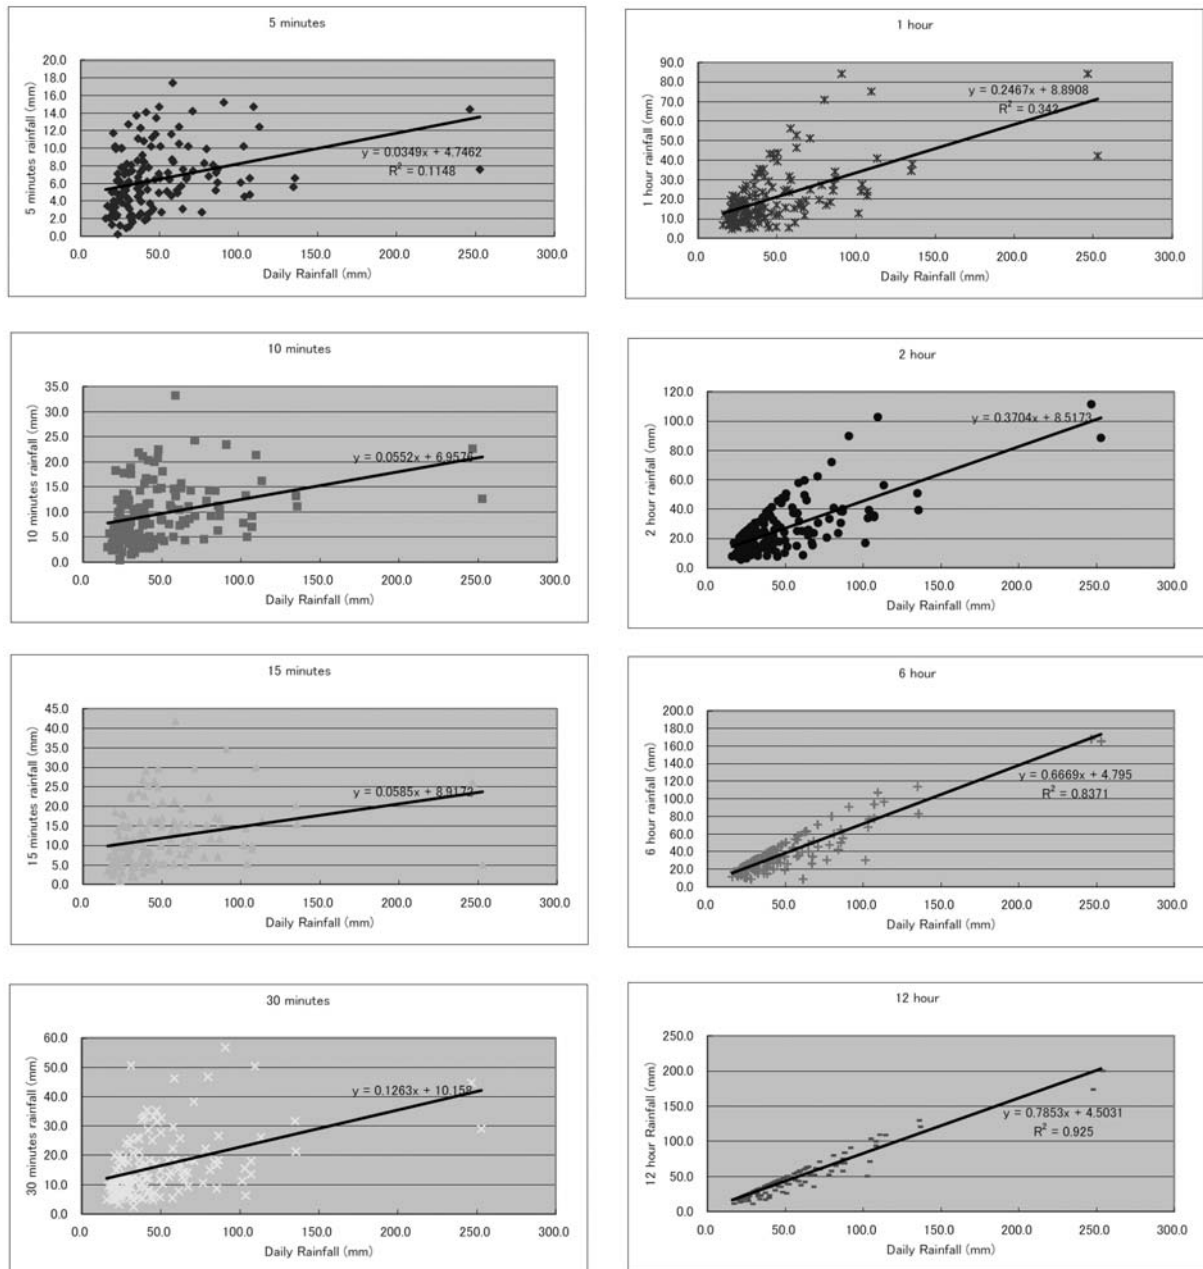 5 minutes
5 minutes rainfall (mm)
20.0
18.0
16.0
14.0
12.0
10.0
8.0
6.0
4.0
2.0
0.0
y = 0.0349x + 4.7462
R² = 0.1148
0.0 50.0 100.0 150.0 200.0 250.0 300.0
Daily Rainfall (mm)
1 hour
1 hour rainfall (mm)
90.0
80.0
70.0
60.0
50.0
40.0
30.0
20.0
10.0
0.0
y = 0.2467x + 8.8908
R² = 0.342
0.0 50.0 100.0 150.0 200.0 250.0 300.0
Daily Rainfall (mm)
10 minutes
10 minutes rainfall (mm)
35.0
30.0
25.0
20.0
15.0
10.0
5.0
0.0
y = 0.0552x + 6.9576
0.0 50.0 100.0 150.0 200.0 250.0 300.0
Daily Rainfall (mm)
2 hour
2 hour rainfall (mm)
120.0
100.0
80.0
60.0
40.0
20.0
0.0
y = 0.3704x + 8.5173
0.0 50.0 100.0 150.0 200.0 250.0 300.0
Daily Rainfall (mm)
15 minutes
15 minutes rainfall (mm)
45.0
40.0
35.0
30.0
25.0
20.0
15.0
10.0
5.0
0.0
y = 0.0585x + 8.9172
0.0 50.0 100.0 150.0 200.0 250.0 300.0
Daily Rainfall (mm)
6 hour
6 hour rainfall (mm)
200.0
180.0
160.0
140.0
120.0
100.0
80.0
60.0
40.0
20.0
0.0
y = 0.6669x + 4.795
R² = 0.8371
0.0 50.0 100.0 150.0 200.0 250.0 300.0
Daily Rainfall (mm)
30 minutes
30 minutes rainfall (mm)
60.0
50.0
40.0
30.0
20.0
10.0
0.0
y = 0.1263x + 10.158
0.0 50.0 100.0 150.0 200.0 250.0 300.0
Daily Rainfall (mm)
12 hour
12 hour Rainfall (mm)
250.0
200.0
150.0
100.0
50.0
0.0
y = 0.7853x + 4.5031
R² = 0.925
0.0 50.0 100.0 150.0 200.0 250.0 300.0
Daily Rainfall (mm)